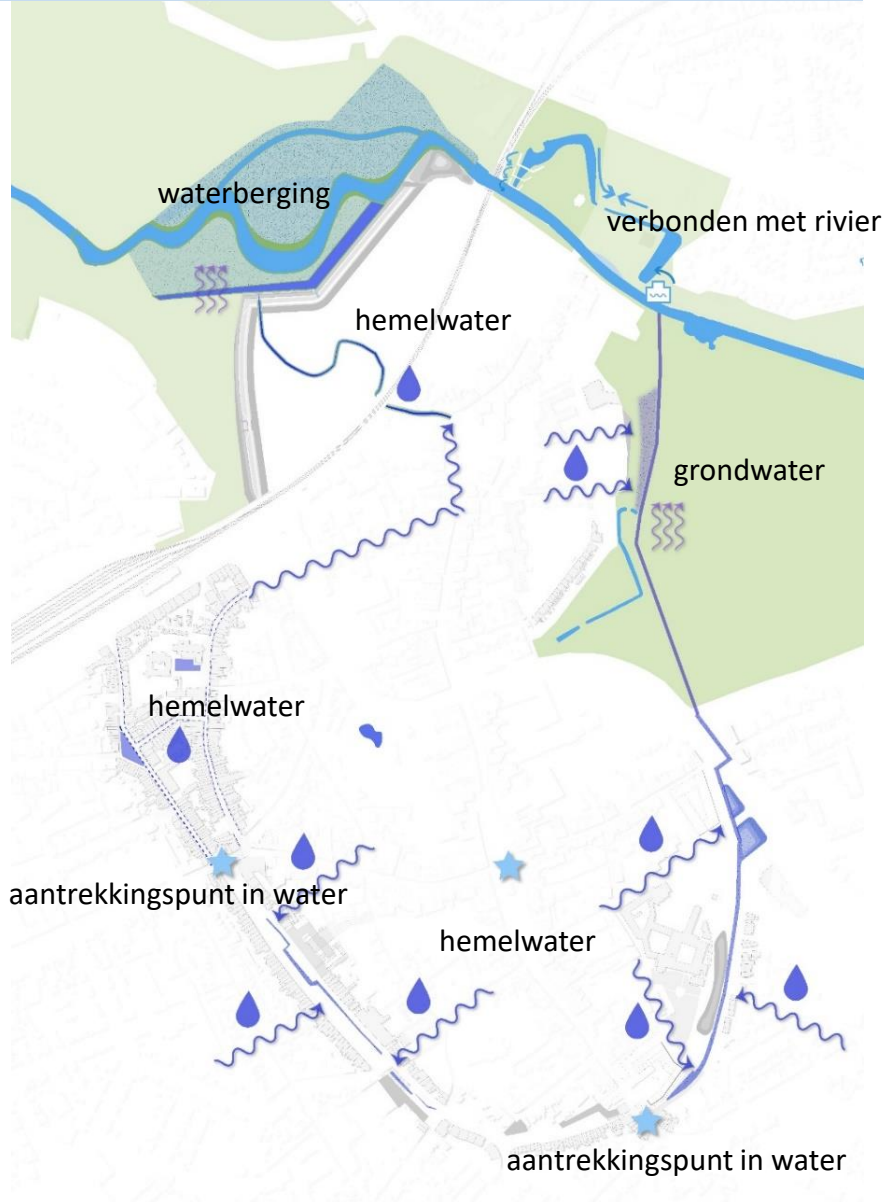 waterberging
verbonden met rivier
hemelwater
grondwater
hemelwater
aantrekkingspunt in water
hemelwater
aantrekkingspunt in water